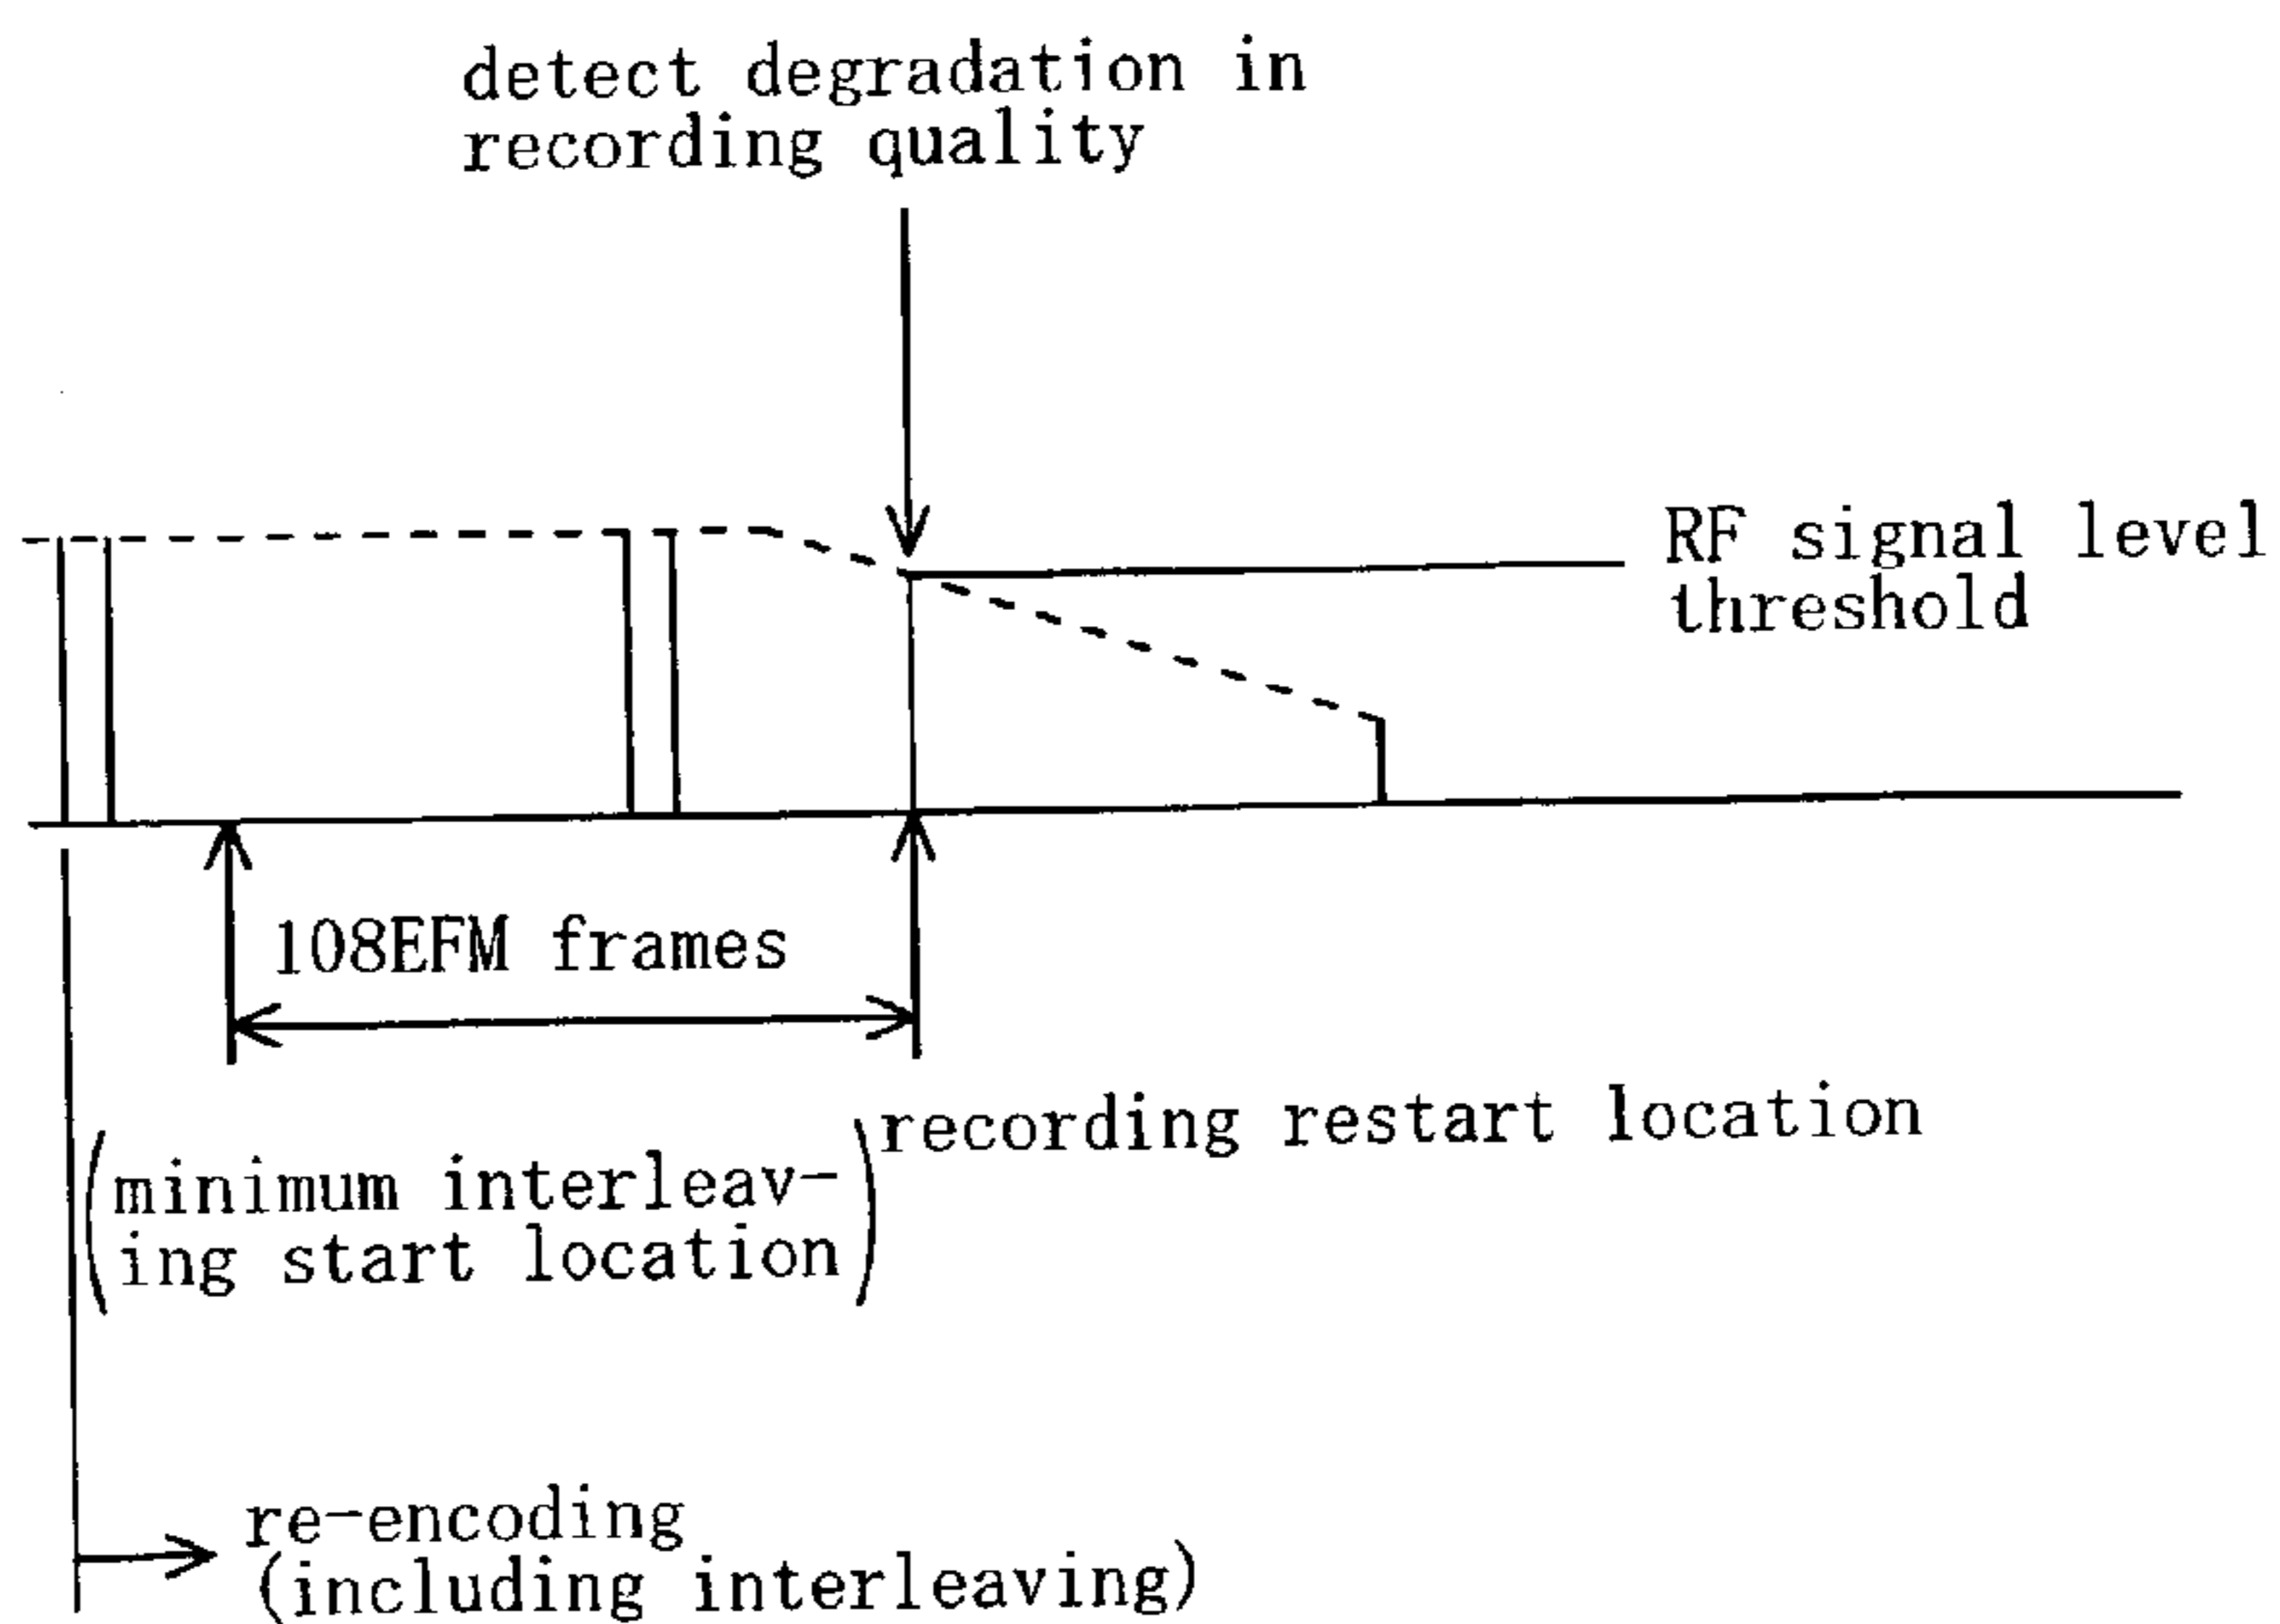 detect degradation in
recording quality
RF signal level
threshold
108EFM frames
recording restart location
(minimum interleav-
ing start location)
re-encoding
(including interleaving)